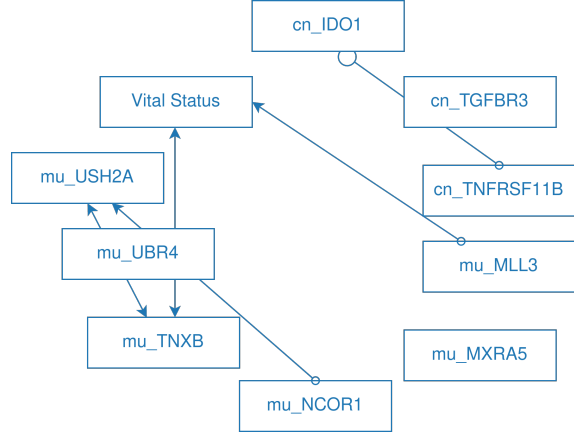 cn_IDO1
Vital Status
cn_TGFBR3
mu_USH2A
cn_TNFRSF11B
mu_UBR4
mu_MLL3
mu_TNXB
mu_MXRA5
mu_NCOR1